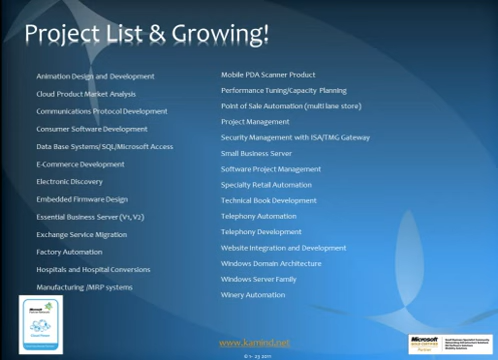 Project List & Growing!
Animation Design and Development
Cloud Product Market Analysis
Communications Protocol Development
Consumer Software Development
Data Base Systems/ SQL/Microsoft Access
E-Commerce Development
Electronic Discovery
Embedded Firmware Design
Essential Business Server (V1, V2)
Exchange Service Migration
Factory Automation
Hospitals and Hospital Conversions
Manufacturing /MRP systems
Mobile PDA Scanner Product
Performance Tuning/Capacity Planning
Point of Sale Automation (multi lane store)
Project Management
Security Management with ISA/TMG Gateway
Small Business Server
Software Project Management
Specialty Retail Automation
Technical Book Development
Telephony Automation
Telephony Development
Website Integration and Development
Windows Domain Architecture
Windows Server Family
Winery Automation
www.kamind.net
Microsoft